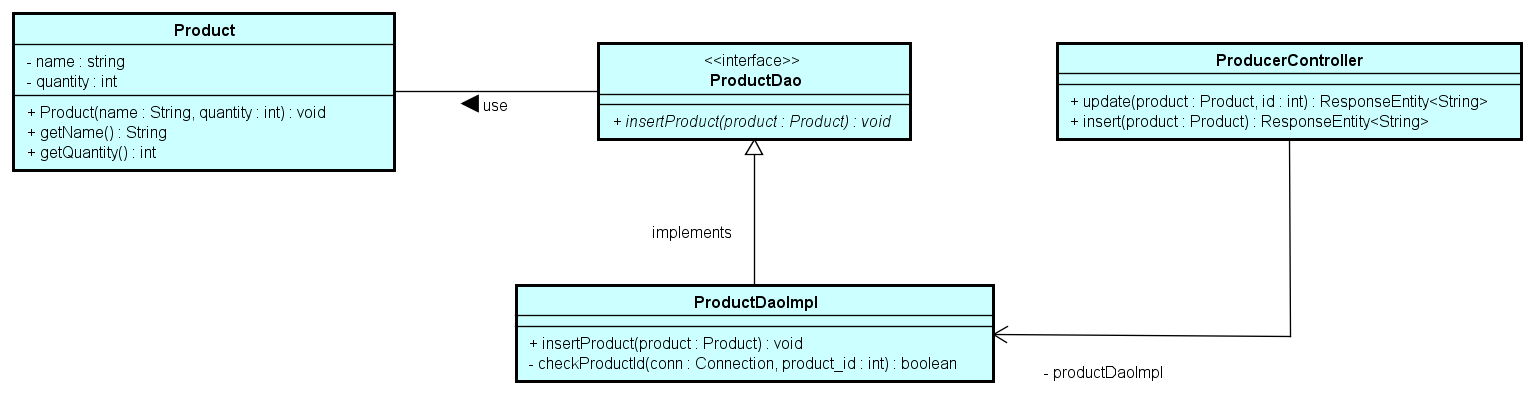 Product
- name : string
- quantity : int
+ Product(name : String, quantity : int) : void
+ getName() : String
+ getQuantity() : int
use
<<interface>>
ProductDao
+ insertProduct(product : Product) : void
ProducerController
+ update(product : Product, id : int) : ResponseEntity<String>
+ insert(product : Product) : ResponseEntity<String>
implements
ProductDaoImpl
+ insertProduct(product : Product) : void
- checkProductId(conn : Connection, product_id : int) : boolean
- productDaoImpl